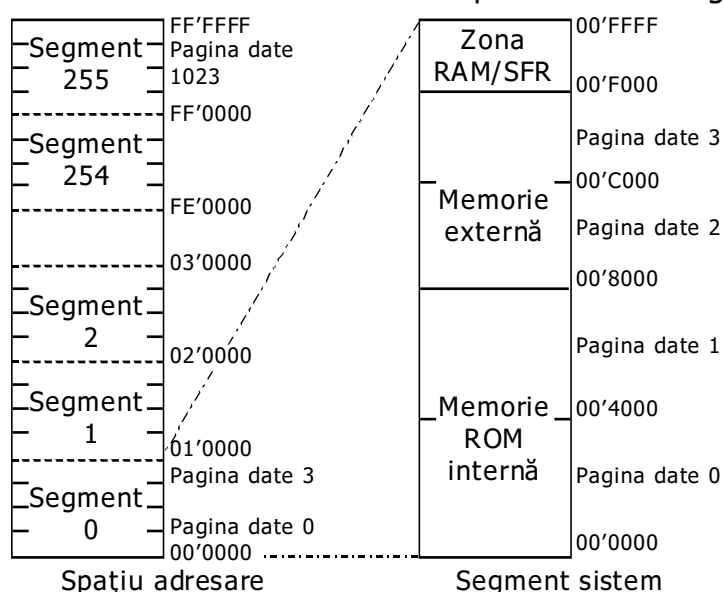 FF'FFFF
Segment
255
Pagina date
1023
FF'0000
Segment
254
FE'0000
03'0000
Segment
2
02'0000
Segment
1
01'0000
Pagina date 3
Segment
0
Pagina date 0
00'0000
Spaţiu adresare
00'FFFF
Zona
RAM/SFR
00'F000
Pagina date 3
00'C000
Memorie
externă
Pagina date 2
00'8000
Pagina date 1
Memorie
ROM
internă
00'4000
Pagina date 0
00'0000
Segment sistem